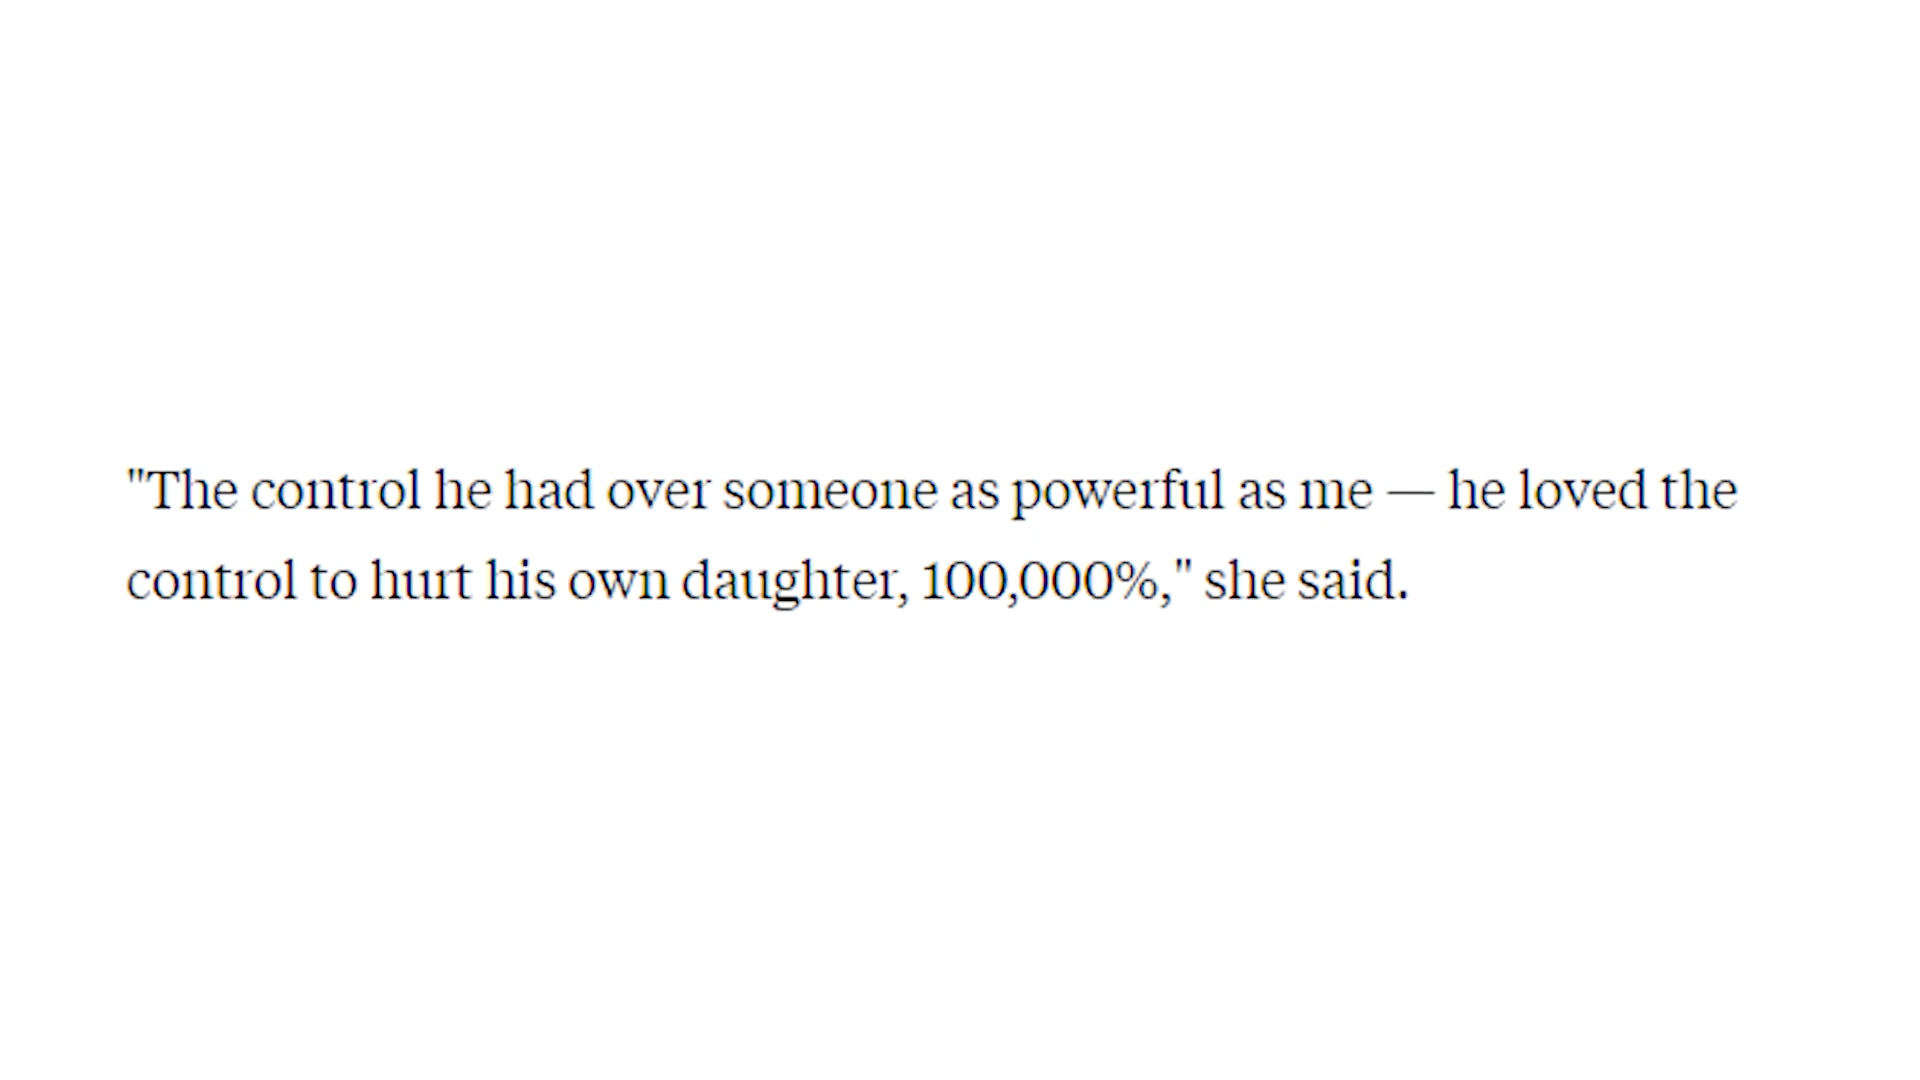 "The control he had over someone as powerful as me — he loved the
control to hurt his own daughter, 100,000%," she said.